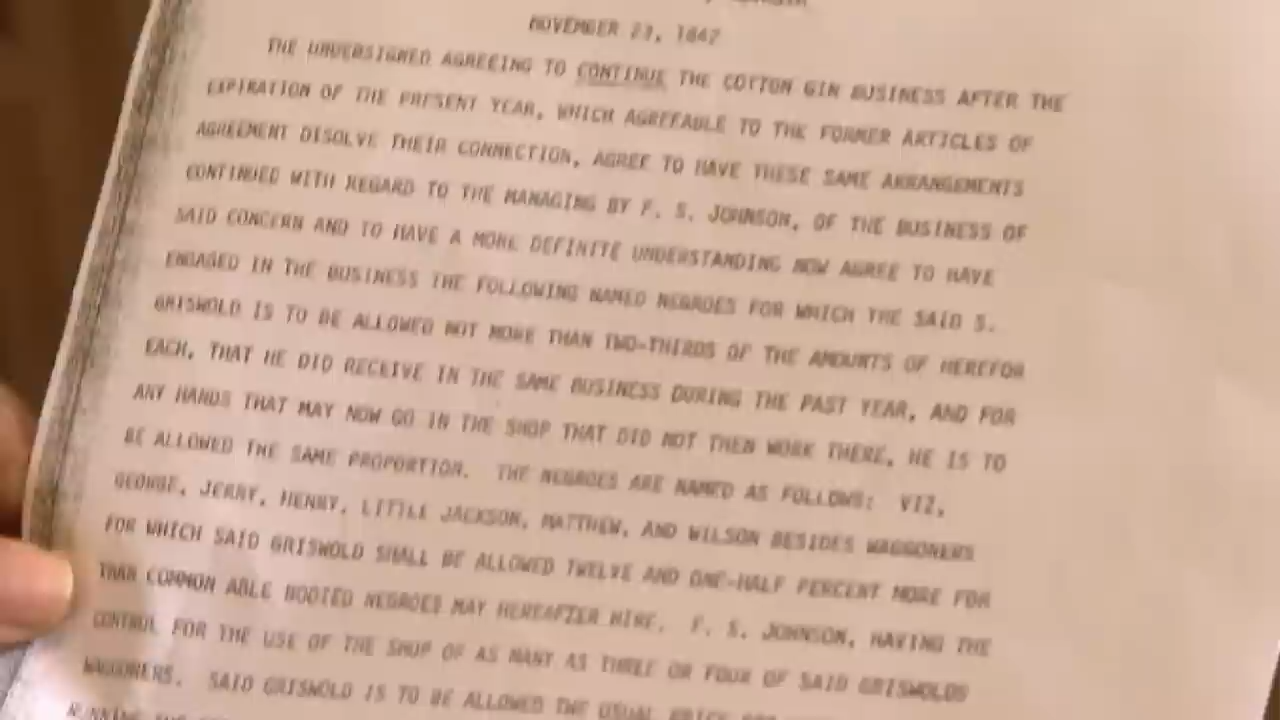 NOVEMBER 23, 1847
THE UNDERSIGNED AGREEING TO CONTINUE THE COTTON GIN BUSINESS AFTER THE
EXPIRATION OF THE PRESENT YEAR, WHICH AGREEABLE TO THE FORMER ARTICLES OF
AGREEMENT DISOLVE THEIR CONNECTION, AGREE TO HAVE THESE SAME ARRANGEMENTS
CONTINUED WITH REGARD TO THE MANAGING BY F. S. JOHNSON, OF THE BUSINESS OF
SAID CONCERN AND TO HAVE A MORE DEFINITE UNDERSTANDING NOW AGREE TO HAVE
ENGAGED IN THE BUSINESS THE FOLLOWING NAMED NEGROES FOR WHICH THE SAID S.
GRISWOLD IS TO BE ALLOWED NOT MORE THAN TWO-THIRDS OF THE AMOUNTS OF HEREFOR
EACH, THAT HE DID RECEIVE IN THE SAME BUSINESS DURING THE PAST YEAR, AND FOR
ANY HANDS THAT MAY NOW GO IN THE SHOP THAT DID NOT THEN WORK THERE, HE IS TO
BE ALLOWED THE SAME PROPORTION. THE NEGROES ARE NAMED AS FOLLOWS: VIZ,
GEORGE, JERRY, HENRY, LITTLE JACKSON, MATTHEW, AND WILSON BESIDES WAGGONERS
FOR WHICH SAID GRISWOLD SHALL BE ALLOWED TWELVE AND ONE-HALF PERCENT MORE FOR
THAN COMMON ABLE BODIED NEGROES MAY HEREAFTER HIRE. F. S. JOHNSON, HAVING THE
CONTROL FOR THE USE OF THE SHOP OF AS MANY AS THREE OR FOUR OF SAID GRISWOLDS
WAGGONERS. SAID GRISWOLD IS TO BE ALLOWED THE USUAL PRICE